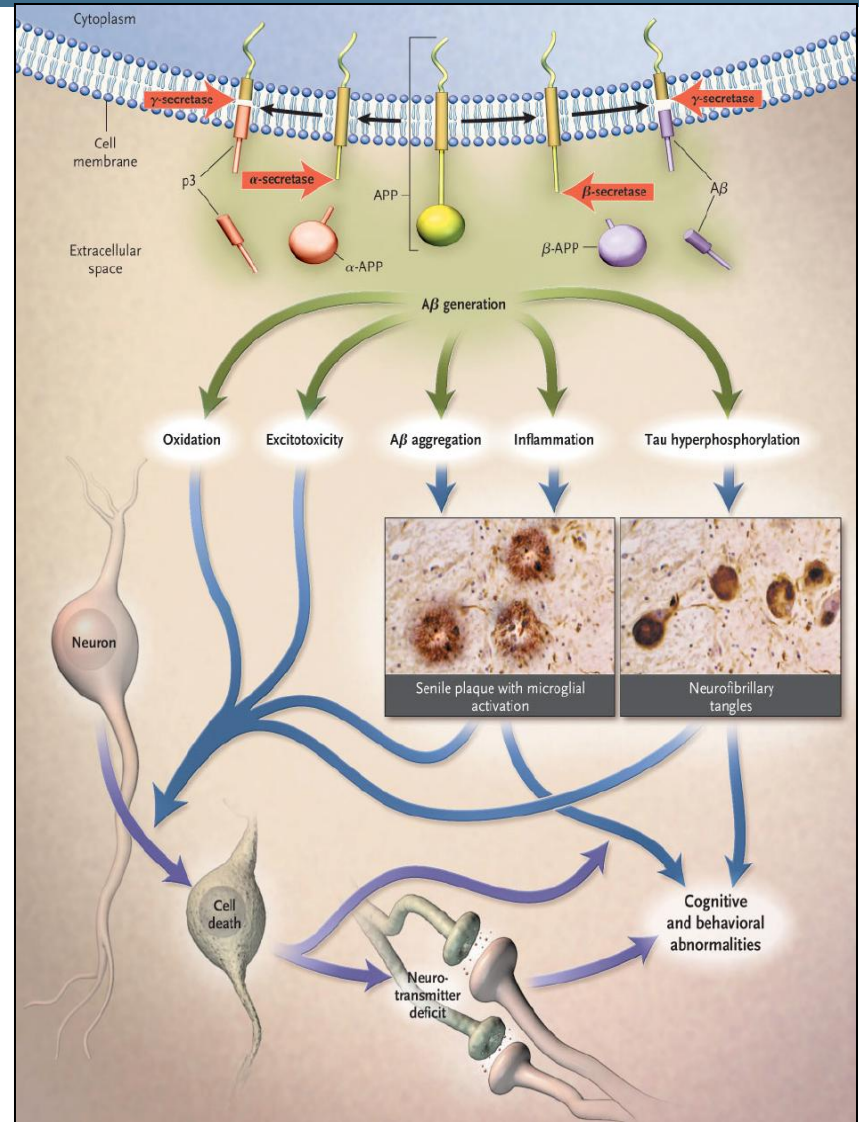 Cytoplasm
γ-secretase
γ-secretase
Cell
membrane
p3
α-secretase
APP
β-secretase
Aβ
Extracellular
space
α-APP
β-APP
Aβ generation
Oxidation
Excitotoxicity
Aβ aggregation
Inflammation
Tau hyperphosphorylation
Neuron
Senile plaque with microglial
activation
Neurofibrillary
tangles
Cell
death
Cognitive
and behavioral
abnormalities
Neuro-
transmitter
deficit